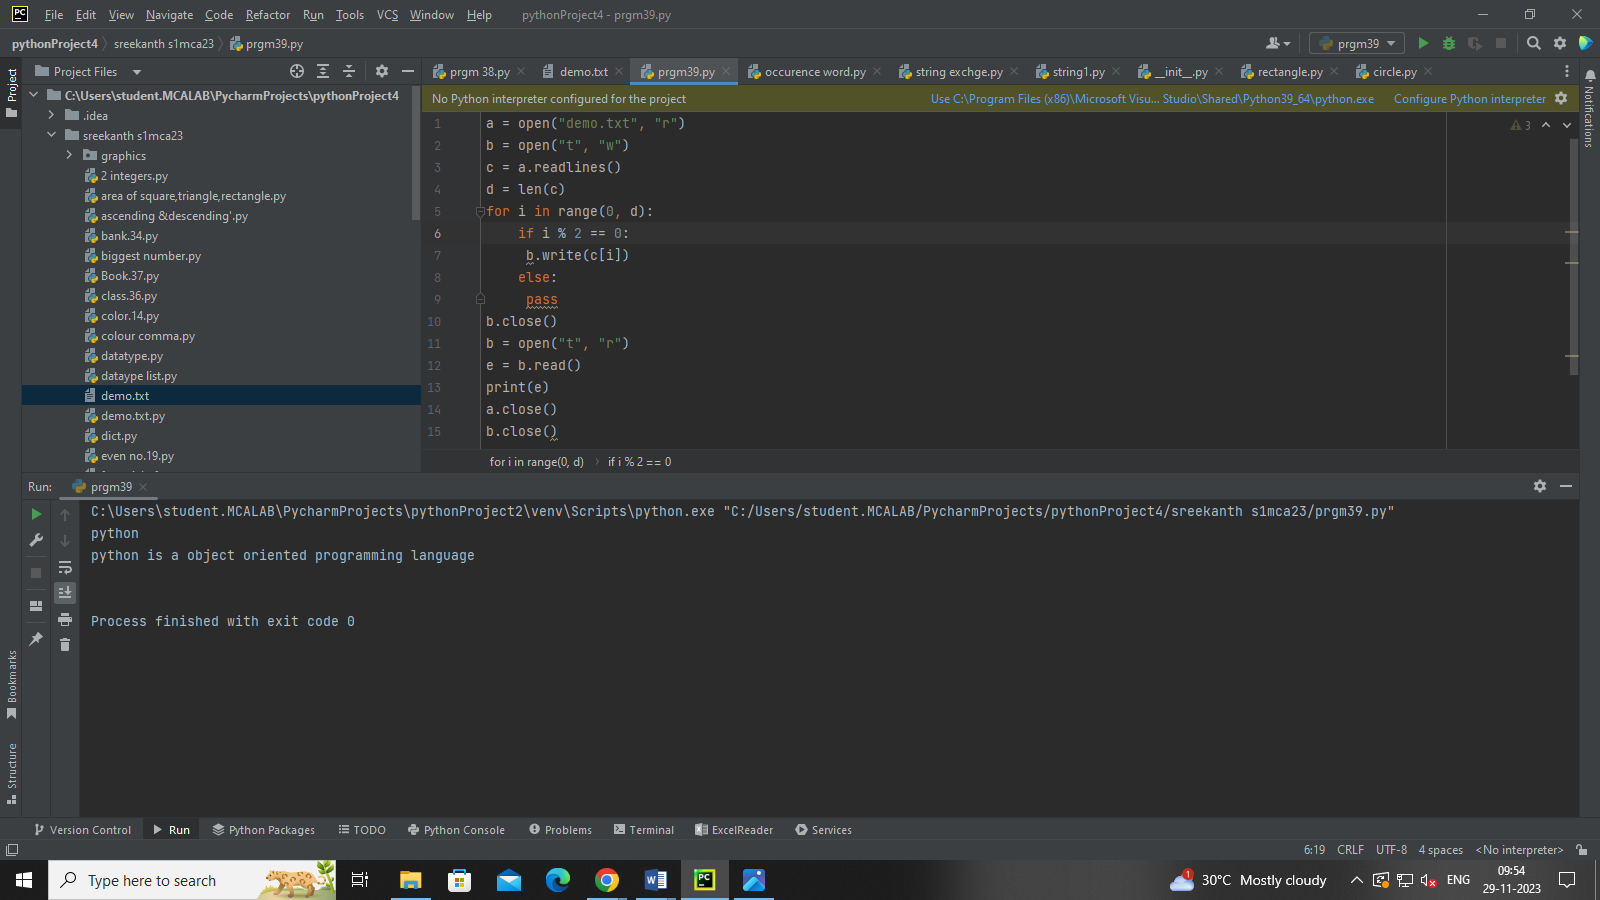 PC File Edit View Navigate Code Refactor Run Tools VCS Window Help pythonProject4 - prgm39.py
pythonProject4 sreekanth s1mca23 prgm39.py prgm39
Project Project Files prgm 38.py demo.txt prgm39.py occurence word.py string exchge.py string1.py __init__.py rectangle.py circle.py
C:\Users\student.MCALAB\PycharmProjects\pythonProject4
.idea
sreekanth s1mca23
graphics
2 integers.py
area of square,triangle,rectangle.py
ascending &descending'.py
bank.34.py
biggest number.py
Book.37.py
class.36.py
color.14.py
colour comma.py
datatype.py
dataype list.py
demo.txt
demo.txt.py
dict.py
even no.19.py
No Python interpreter configured for the project Use C:\Program Files (x86)\Microsoft Visu... Studio\Shared\Python39_64\python.exe Configure Python interpreter
Notifications
3
1 a = open("demo.txt", "r")
2 b = open("t", "w")
3 c = a.readlines()
4 d = len(c)
5 for i in range(0, d):
6 if i % 2 == 0:
7 b.write(c[i])
8 else:
9 pass
10 b.close()
11 b = open("t", "r")
12 e = b.read()
13 print(e)
14 a.close()
15 b.close()
for i in range(0, d) if i % 2 == 0
Run: prgm39
C:\Users\student.MCALAB\PycharmProjects\pythonProject2\venv\Scripts\python.exe "C:/Users/student.MCALAB/PycharmProjects/pythonProject4/sreekanth s1mca23/prgm39.py"
python
python is a object oriented programming language
Process finished with exit code 0
Bookmarks
Structure
Version Control Run Python Packages TODO Python Console Problems Terminal ExcelReader Services
6:19 CRLF UTF-8 4 spaces <No interpreter>
Type here to search W PC 1 30°C Mostly cloudy ENG 09:54
29-11-2023